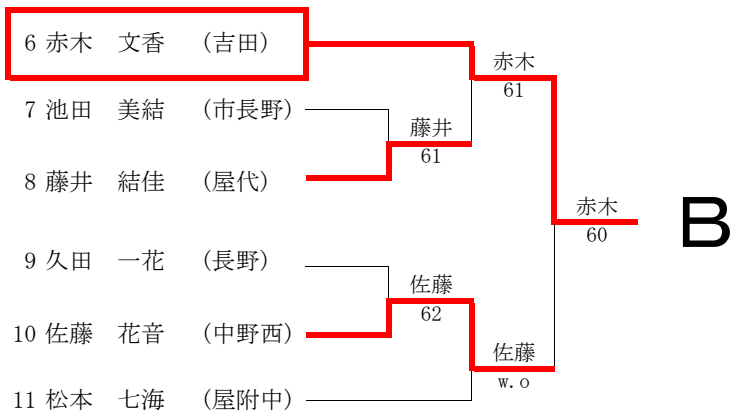 6 赤木 文香 (吉田)
赤木
61
7 池田 美結 (市長野)
藤井
61
8 藤井 結佳 (屋代)
赤木
60
B
9 久田 一花 (長野)
佐藤
62
10 佐藤 花音 (中野西)
佐藤
w.o
11 松本 七海 (屋附中)